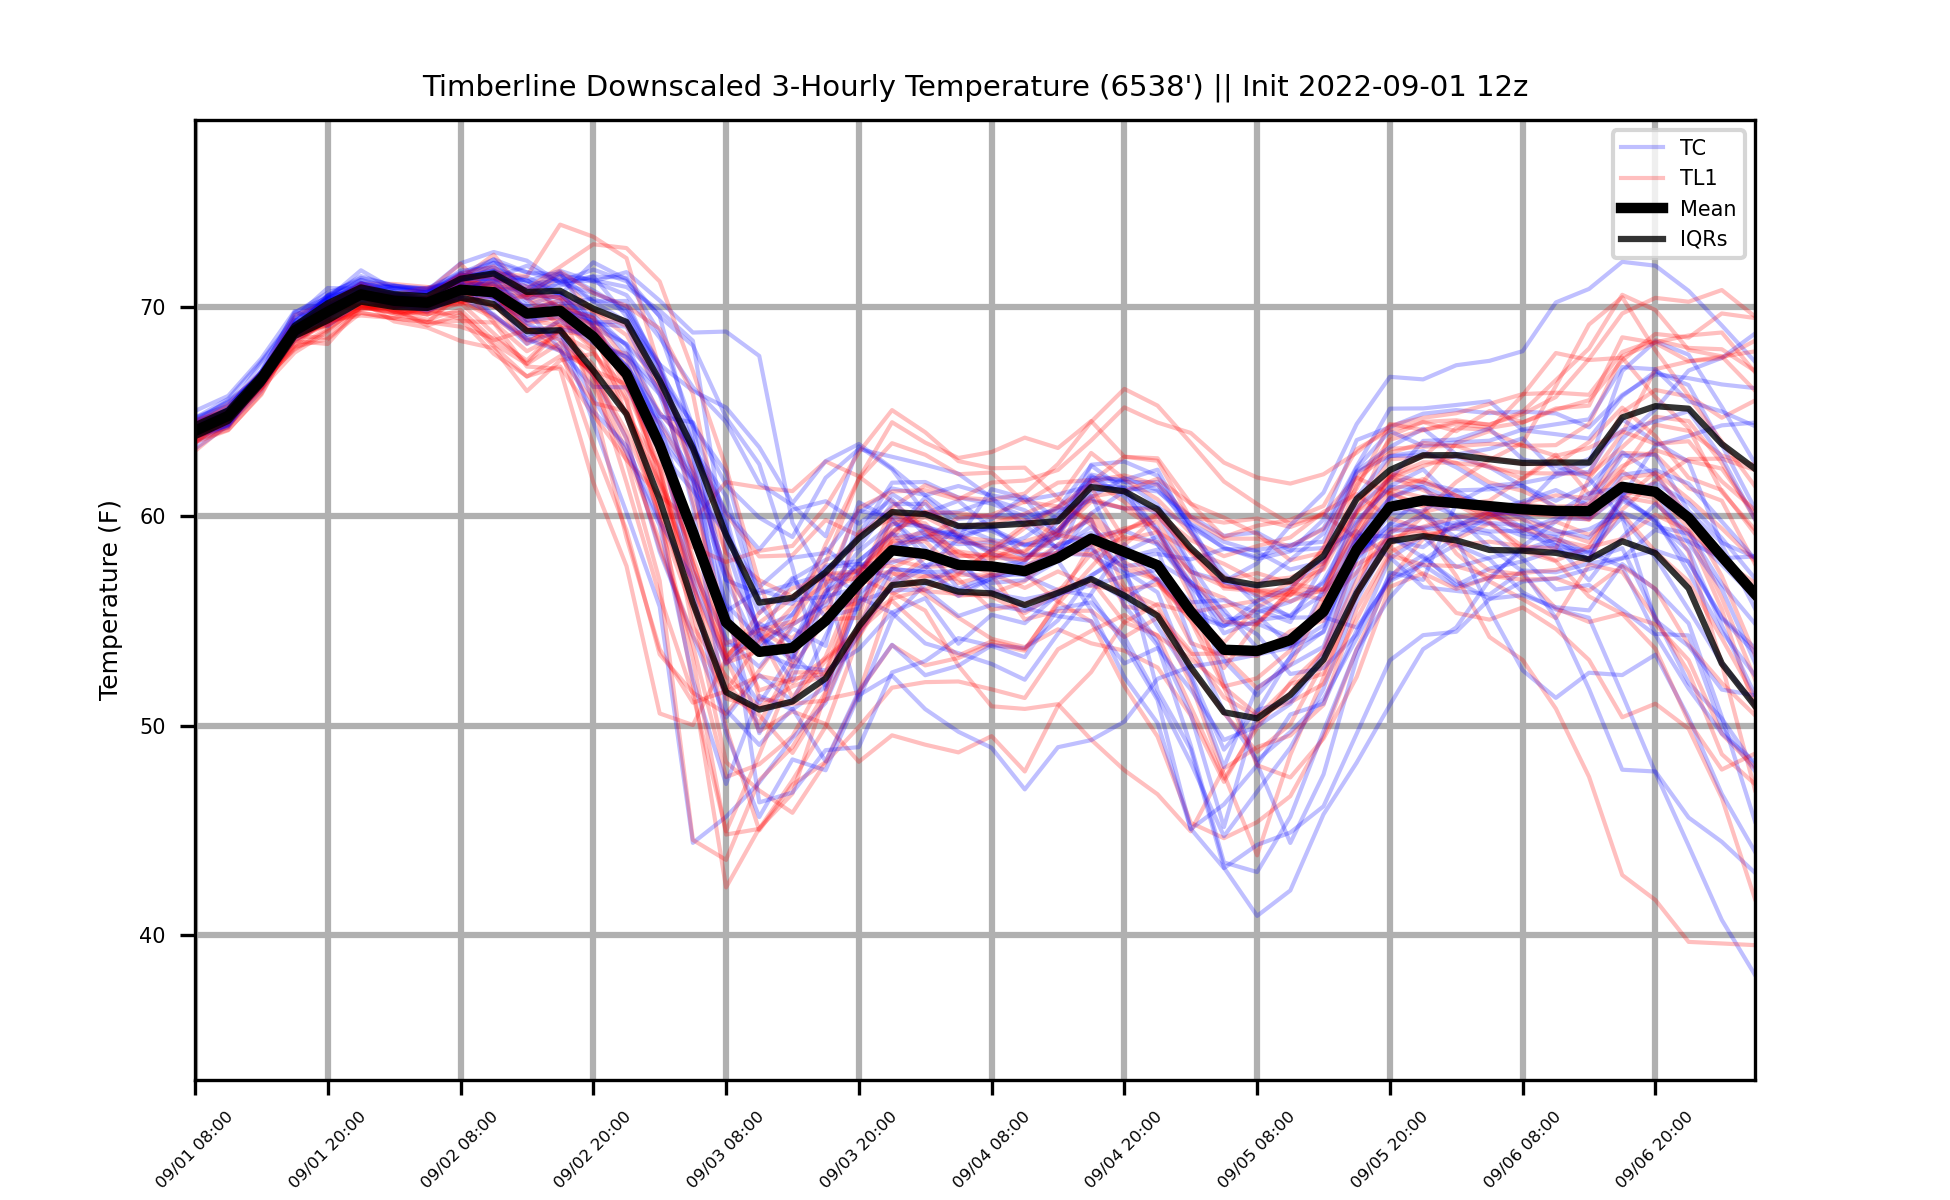 Timberline Downscaled 3-Hourly Temperature (6538') || Init 2022-09-01 12z
TC
TL1
Mean
IQRs
Temperature (F)
70
60
50
40
09/01 08:00
09/01 20:00
09/02 08:00
09/02 20:00
09/03 08:00
09/03 20:00
09/04 08:00
09/04 20:00
09/05 08:00
09/05 20:00
09/06 08:00
09/06 20:00